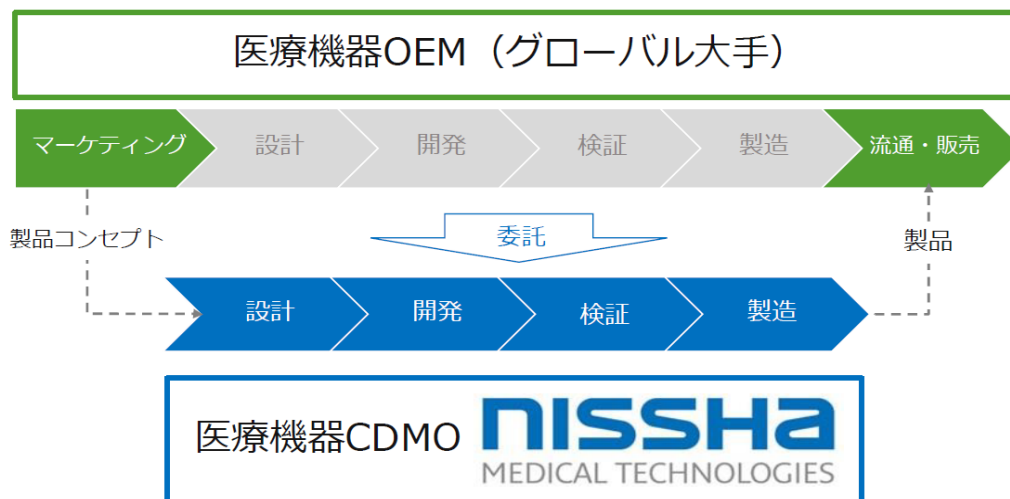 医療機器OEM（グローバル大手）
マーケティング
設計
開発
検証
製造
流通・販売
製品コンセプト
委託
製品
設計
開発
検証
製造
医療機器CDMO
NISSHa
MEDICAL TECHNOLOGIES